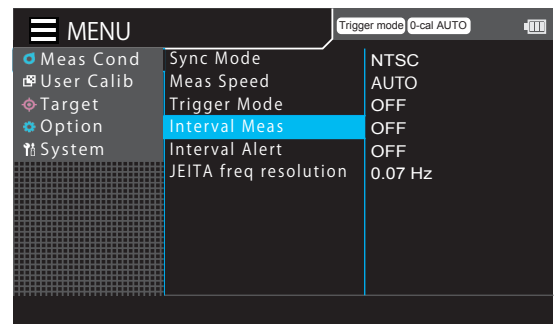 MENU
Trigger mode 0-cal AUTO
Meas Cond
User Calib
Target
Option
System
Sync Mode NTSC
Meas Speed AUTO
Trigger Mode OFF
Interval Meas OFF
Interval Alert OFF
JEITA freq resolution 0.07 Hz